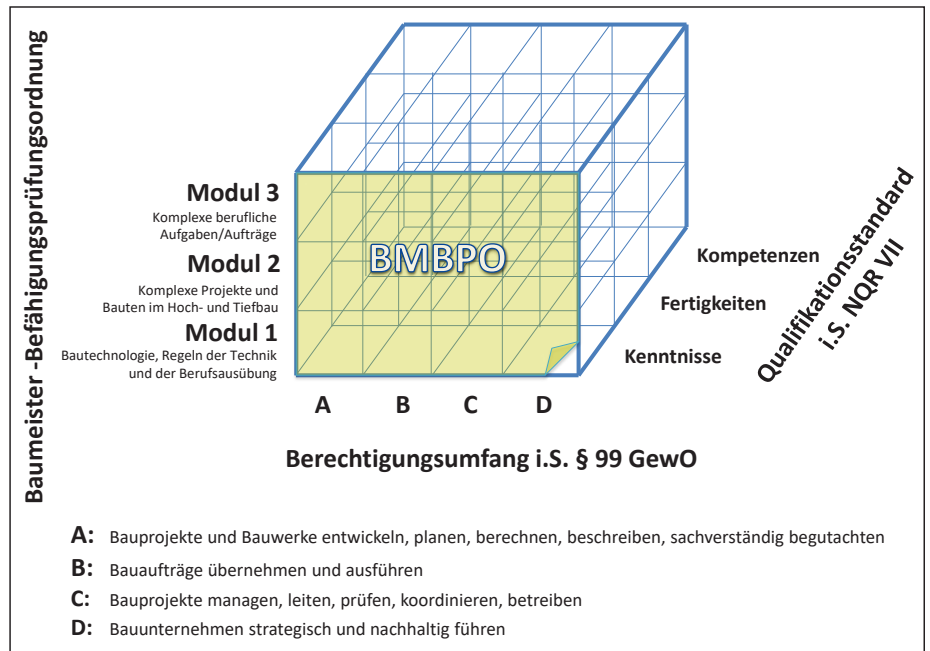 Baumeister -Befähigungsprüfungsordnung
Modul 3
Komplexe berufliche
Aufgaben/Aufträge
Modul 2
Komplexe Projekte und
Bauten im Hoch- und Tiefbau
Modul 1
Bautechnologie, Regeln der Technik
und der Berufsausübung
BMBPO
Kompetenzen
Fertigkeiten
Kenntnisse
Qualifikationsstandard
i.S. NQR VII
A B C D
Berechtigungsumfang i.S. § 99 GewO
A: Bauprojekte und Bauwerke entwickeln, planen, berechnen, beschreiben, sachverständig begutachten
B: Bauaufträge übernehmen und ausführen
C: Bauprojekte managen, leiten, prüfen, koordinieren, betreiben
D: Bauunternehmen strategisch und nachhaltig führen